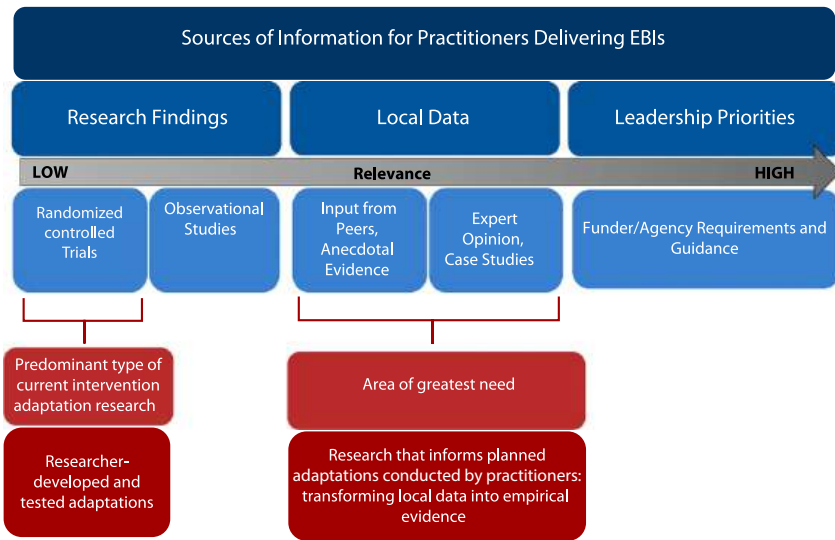 Sources of Information for Practitioners Delivering EBIs
Research Findings
Local Data
Leadership Priorities
LOW
Relevance
HIGH
Randomized
controlled
Trials
Observational
Studies
Input from
Peers,
Anecdotal
Evidence
Expert
Opinion,
Case Studies
Funder/Agency Requirements and
Guidance
Predominant type of
current intervention
adaptation research
Area of greatest need
Researcher-
developed and
tested adaptations
Research that informs planned
adaptations conducted by practitioners:
transforming local data into empirical
evidence